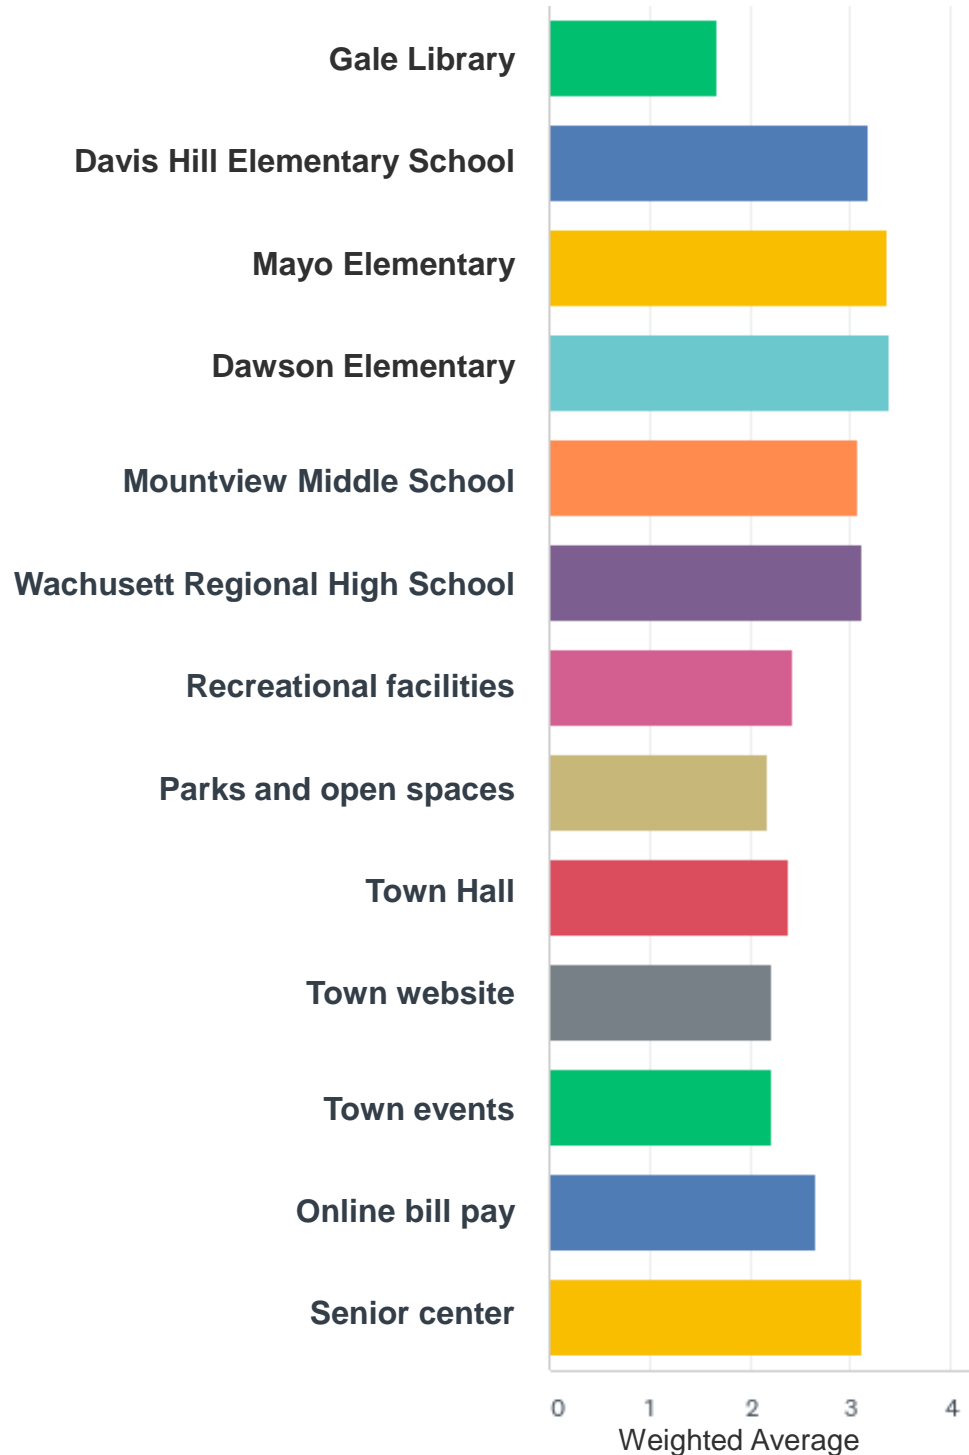 Gale Library
Davis Hill Elementary School
Mayo Elementary
Dawson Elementary
Mountview Middle School
Wachusett Regional High School
Recreational facilities
Parks and open spaces
Town Hall
Town website
Town events
Online bill pay
Senior center
0 1 2 3 4
Weighted Average